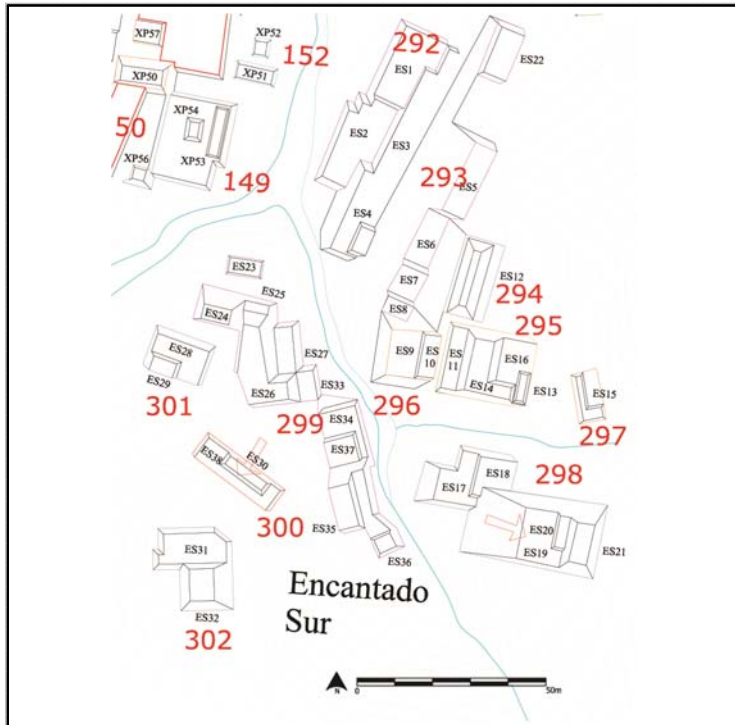 XP57
XP52
152
XP50
XP51
50
XP54
XP53
XP56
149
292
ES1
ES22
ES2
ES3
293
ES5
ES4
ES6
ES7
ES8
ES12
294
295
ES9
ES
10
ES
11
ES16
ES14
ES13
296
ES15
297
ES23
ES25
ES24
ES28
ES29
301
ES27
ES26
ES33
299
ES34
ES37
ES35
ES36
ES38
ES30
300
ES31
ES32
302
ES17
ES18
298
ES20
ES19
ES21
Encantado
Sur
N
0
50m